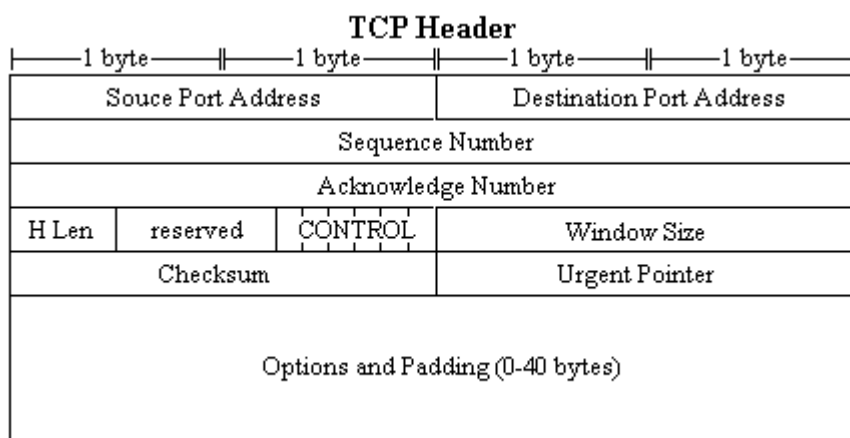 TCP Header
1 byte 1 byte 1 byte 1 byte
Souce Port Address Destination Port Address
Sequence Number
Acknowledge Number
H Len reserved CONTROL Window Size
Checksum Urgent Pointer
Options and Padding (0-40 bytes)